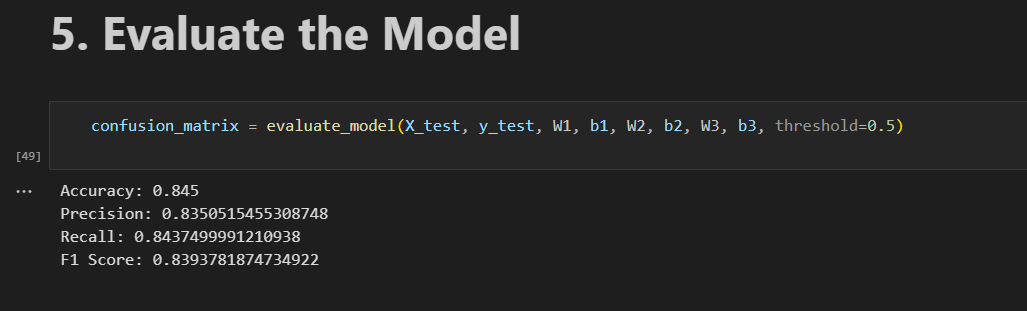 5. Evaluate the Model
confusion_matrix = evaluate_model(X_test, y_test, W1, b1, W2, b2, W3, b3, threshold=0.5)
[49]
... Accuracy: 0.845
Precision: 0.8350515455308748
Recall: 0.8437499991210938
F1 Score: 0.8393781874734922